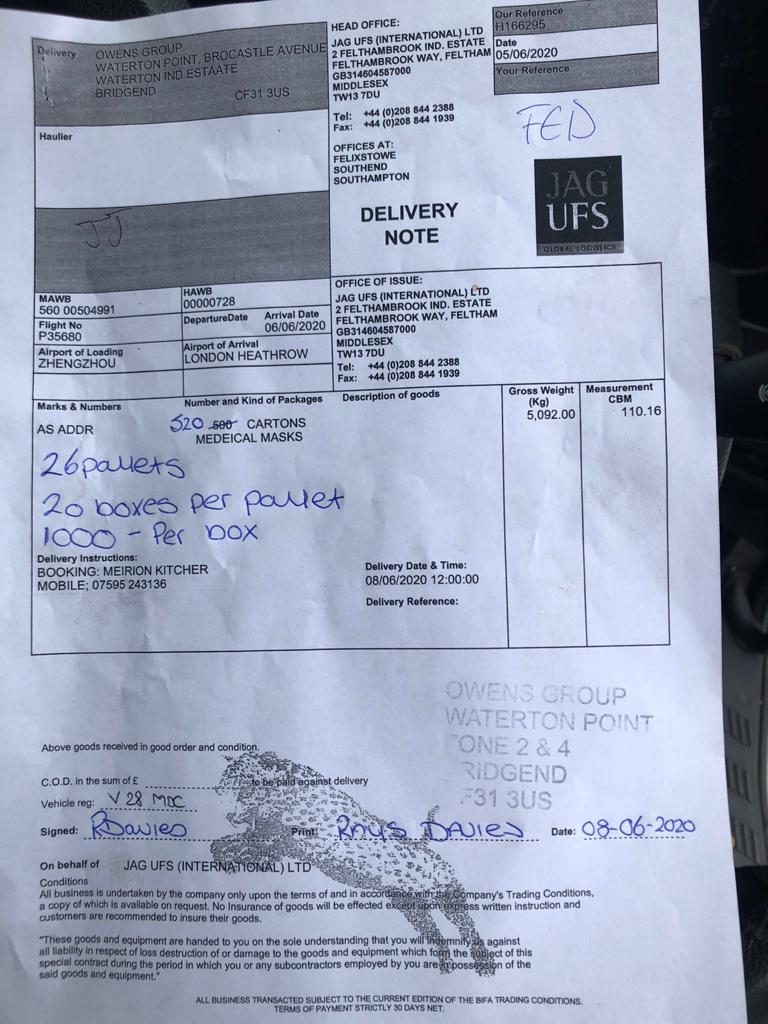 Delivery
OWENS GROUP
WATERTON POINT, BROCASTLE AVENUE
WATERTON IND ESTAATE
BRIDGEND
CF31 3US
HEAD OFFICE:
JAG UFS (INTERNATIONAL) LTD
2 FELTHAMBROOK IND. ESTATE
FELTHAMBROOK WAY, FELTHAM
GB314604587000
MIDDLESEX
TW13 7DU
Tel: +44 (0)208 844 2388
Fax: +44 (0)208 844 1939
OFFICES AT:
FELIXSTOWE
SOUTHEND
SOUTHAMPTON
Our Reference
H166295
Date
05/06/2020
Your Reference
FED
JAG
UFS
GLOBAL LOGISTICS
Haulier
JJ
DELIVERY
NOTE
MAWB
560 00504991
HAWB
00000728
Flight No
P35680
DepartureDate
Arrival Date
06/06/2020
Airport of Loading
ZHENGZHOU
Airport of Arrival
LONDON HEATHROW
OFFICE OF ISSUE:
JAG UFS (INTERNATIONAL) LTD
2 FELTHAMBROOK IND. ESTATE
FELTHAMBROOK WAY, FELTHAM
GB314604587000
MIDDLESEX
TW13 7DU
Tel: +44 (0)208 844 2388
Fax: +44 (0)208 844 1939
Marks & Numbers
Number and Kind of Packages
Description of goods
Gross Weight
(Kg)
Measurement
CBM
AS ADDR
520 500 CARTONS
MEDEICAL MASKS
5,092.00
110.16
26 pallets
20 boxes per pallet
1000 - Per box
Delivery Instructions:
BOOKING: MEIRION KITCHER
MOBILE; 07595 243136
Delivery Date & Time:
08/06/2020 12:00:00
Delivery Reference:
OWENS GROUP
WATERTON POINT
ONE 2 & 4
RIDGEND
F31 3US
Above goods received in good order and condition.
C.O.D. in the sum of £ to be paid against delivery
Vehicle reg: V 28 MDC
Signed: RDavies Print: RHYS DAVIES Date: 08-06-2020
On behalf of JAG UFS (INTERNATIONAL) LTD
Conditions
All business is undertaken by the company only upon the terms of and in accordance with the Company's Trading Conditions,
a copy of which is available on request. No Insurance of goods will be effected except upon express written instruction and
customers are recommended to insure their goods.
"These goods and equipment are handed to you on the sole understanding that you will indemnify us against
all liability in respect of loss destruction of or damage to the goods and equipment which form the subject of this
special contract during the period in which you or any subcontractors employed by you are in possession of the
said goods and equipment."
ALL BUSINESS TRANSACTED SUBJECT TO THE CURRENT EDITION OF THE BIFA TRADING CONDITIONS.
TERMS OF PAYMENT STRICTLY 30 DAYS NET.